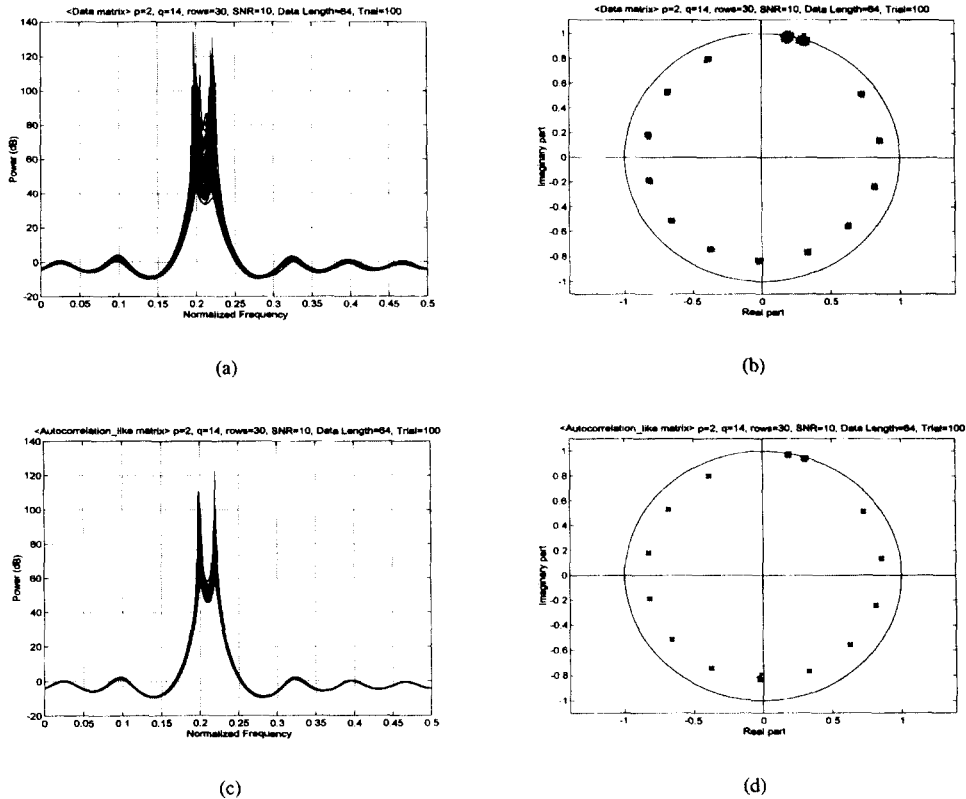 <Data matrix> p=2, q=14, rows=30, SNR=10, Data Length=64, Trial=100
140
120
100
80
60
40
20
0
-20
Power (dB)
0 0.05 0.1 0.15 0.2 0.25 0.3 0.35 0.4 0.45 0.5
Normalized Frequency
(a)
<Data matrix> p=2, q=14, rows=30, SNR=10, Data Length=64, Trial=100
1
0.8
0.6
0.4
0.2
0
-0.2
-0.4
-0.6
-0.8
-1
Imaginary part
-1 -0.5 0 0.5 1
Real part
(b)
<Autocorrelation_like matrix> p=2, q=14, rows=30, SNR=10, Data Length=64, Trial=100
140
120
100
80
60
40
20
0
-20
Power (dB)
0 0.05 0.1 0.15 0.2 0.25 0.3 0.35 0.4 0.45 0.5
Normalized Frequency
(c)
<Autocorrelation_like matrix> p=2, q=14, rows=30, SNR=10, Data Length=64, Trial=100
1
0.8
0.6
0.4
0.2
0
-0.2
-0.4
-0.6
-0.8
-1
Imaginary part
-1 -0.5 0 0.5 1
Real part
(d)